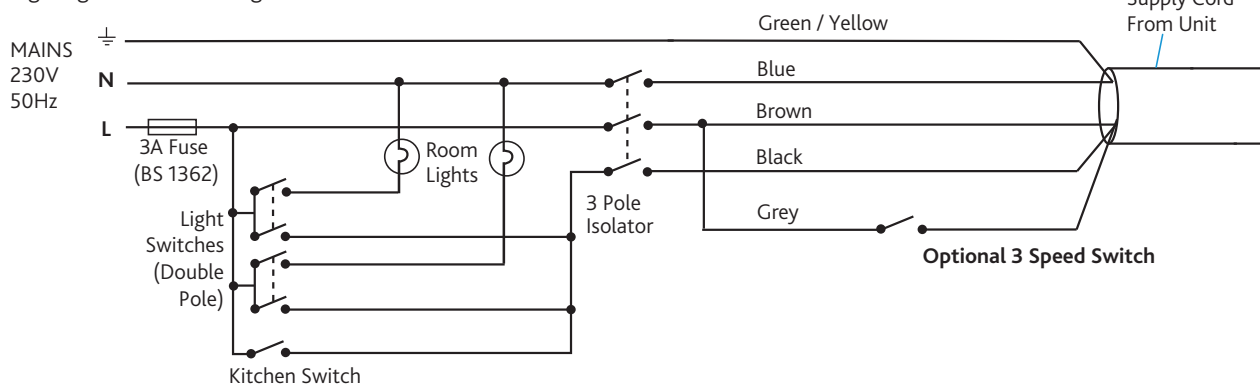 Supply Cord
From Unit
Green / Yellow
MAINS
230V
50Hz
N
Blue
L
Brown
3A Fuse
(BS 1362)
Room
Lights
Black
3 Pole
Isolator
Grey
Light
Switches
(Double
Pole)
Optional 3 Speed Switch
Kitchen Switch